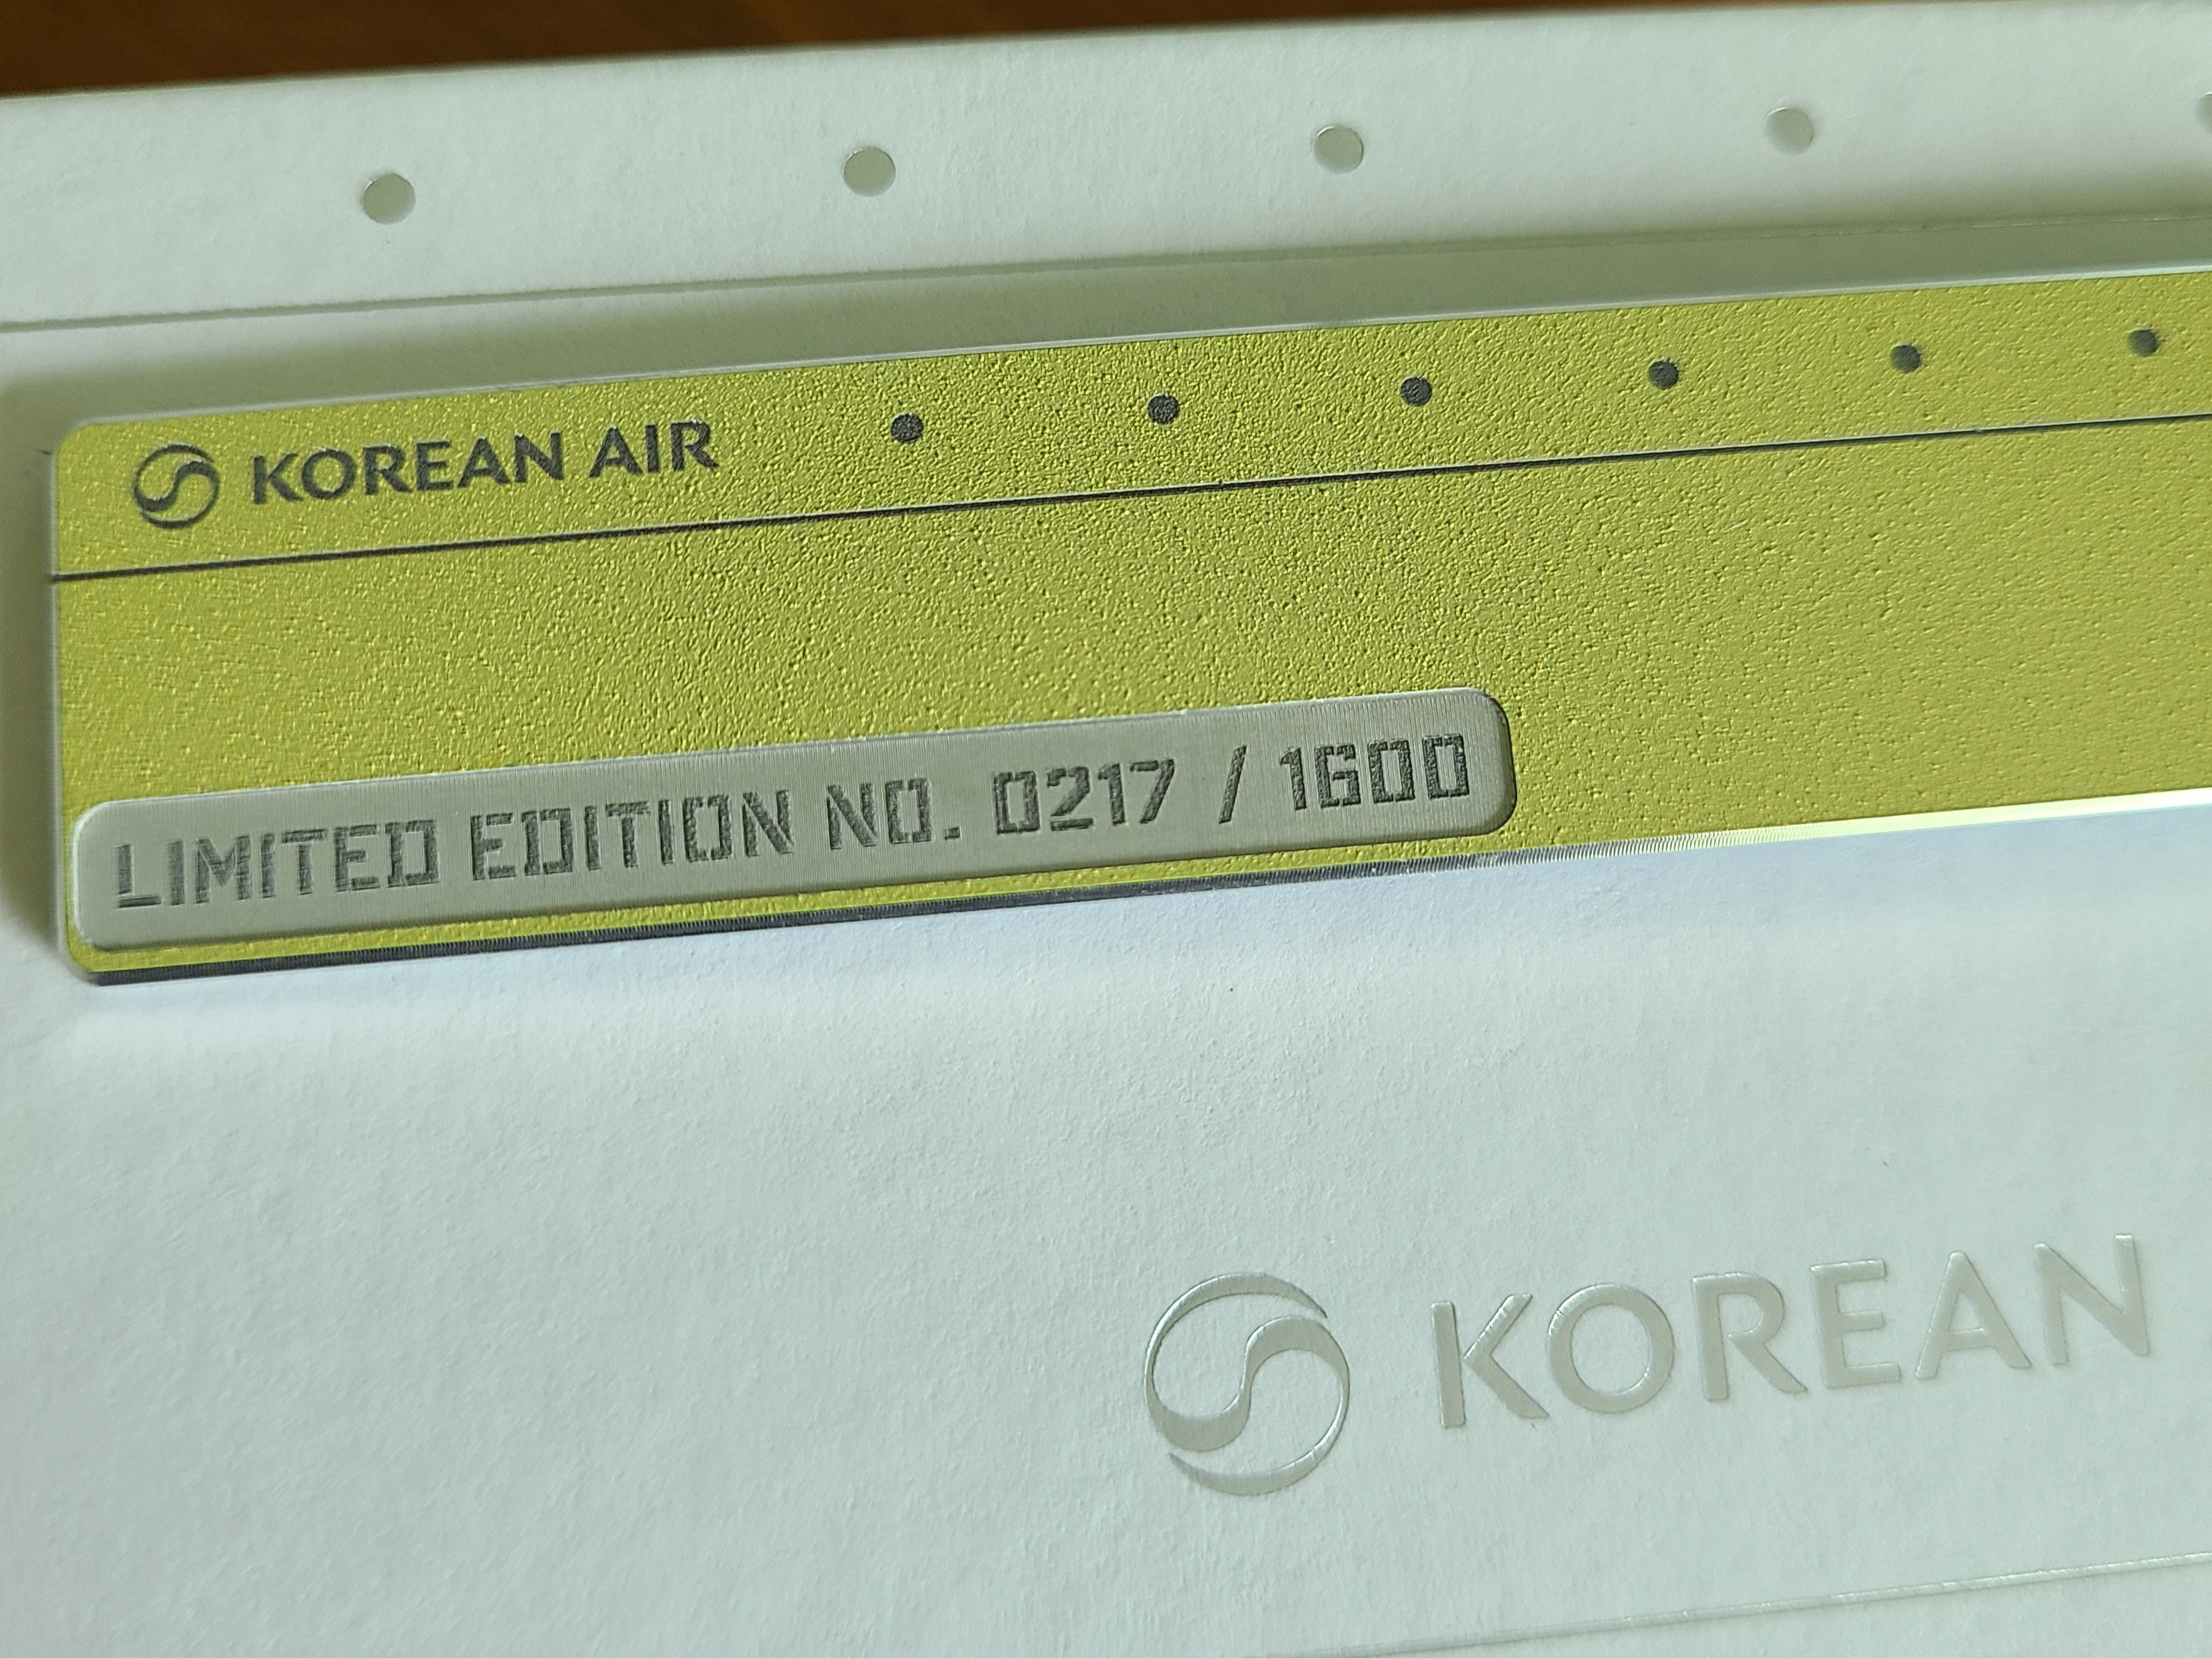 KOREAN AIR
LIMITED EDITION NO. 0217 / 1600
KOREAN